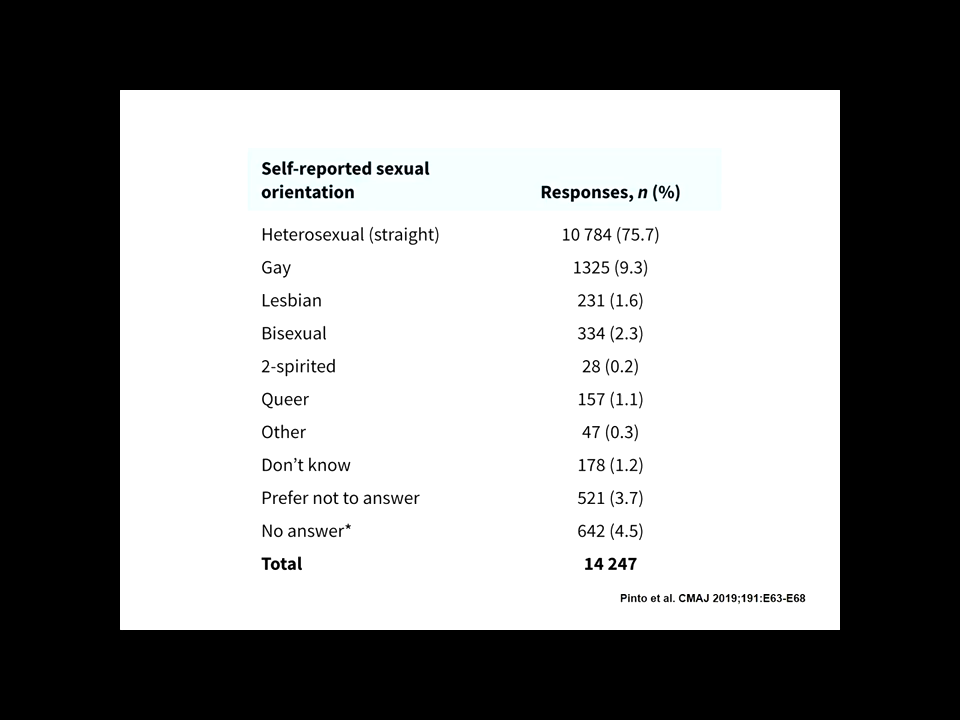 Self-reported sexual
orientation Responses, n (%)
Heterosexual (straight) 10 784 (75.7)
Gay 1325 (9.3)
Lesbian 231 (1.6)
Bisexual 334 (2.3)
2-spirited 28 (0.2)
Queer 157 (1.1)
Other 47 (0.3)
Don't know 178 (1.2)
Prefer not to answer 521 (3.7)
No answer* 642 (4.5)
Total 14 247
Pinto et al. CMAJ 2019;191:E63-E68